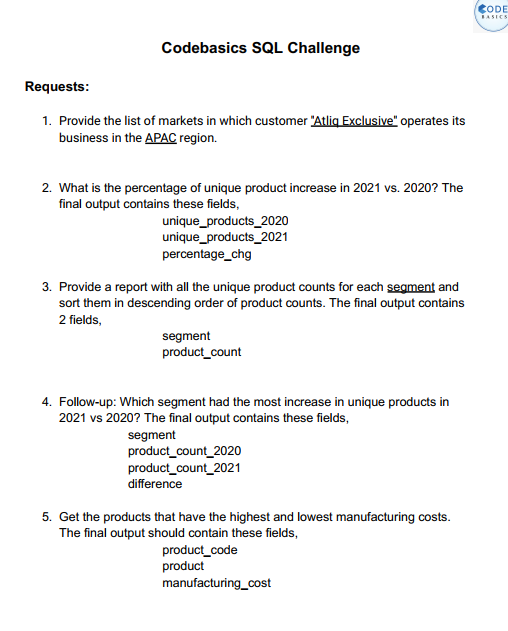 CODE
BASICS
Codebasics SQL Challenge
Requests:
1. Provide the list of markets in which customer "Atliq Exclusive" operates its
business in the APAC region.
2. What is the percentage of unique product increase in 2021 vs. 2020? The
final output contains these fields,
unique_products_2020
unique_products_2021
percentage_chg
3. Provide a report with all the unique product counts for each segment and
sort them in descending order of product counts. The final output contains
2 fields,
segment
product_count
4. Follow-up: Which segment had the most increase in unique products in
2021 vs 2020? The final output contains these fields,
segment
product_count_2020
product_count_2021
difference
5. Get the products that have the highest and lowest manufacturing costs.
The final output should contain these fields,
product_code
product
manufacturing_cost